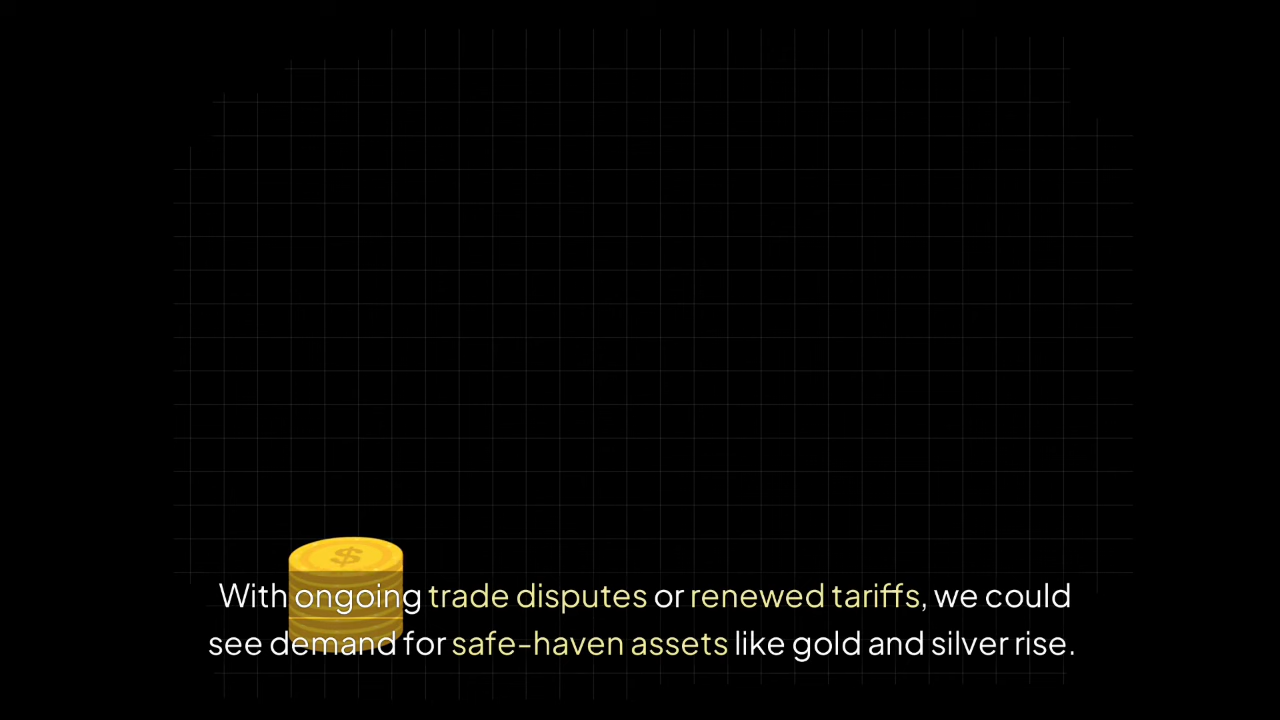 $
With ongoing trade disputes or renewed tariffs, we could
see demand for safe-haven assets like gold and silver rise.